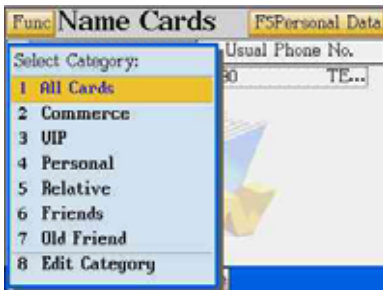 Func Name Cards F5Personal Data
Usual Phone No.
Select Category:
TE...
1 All Cards
2 Commerce
3 VIP
4 Personal
5 Relative
6 Friends
7 Old Friend
8 Edit Category